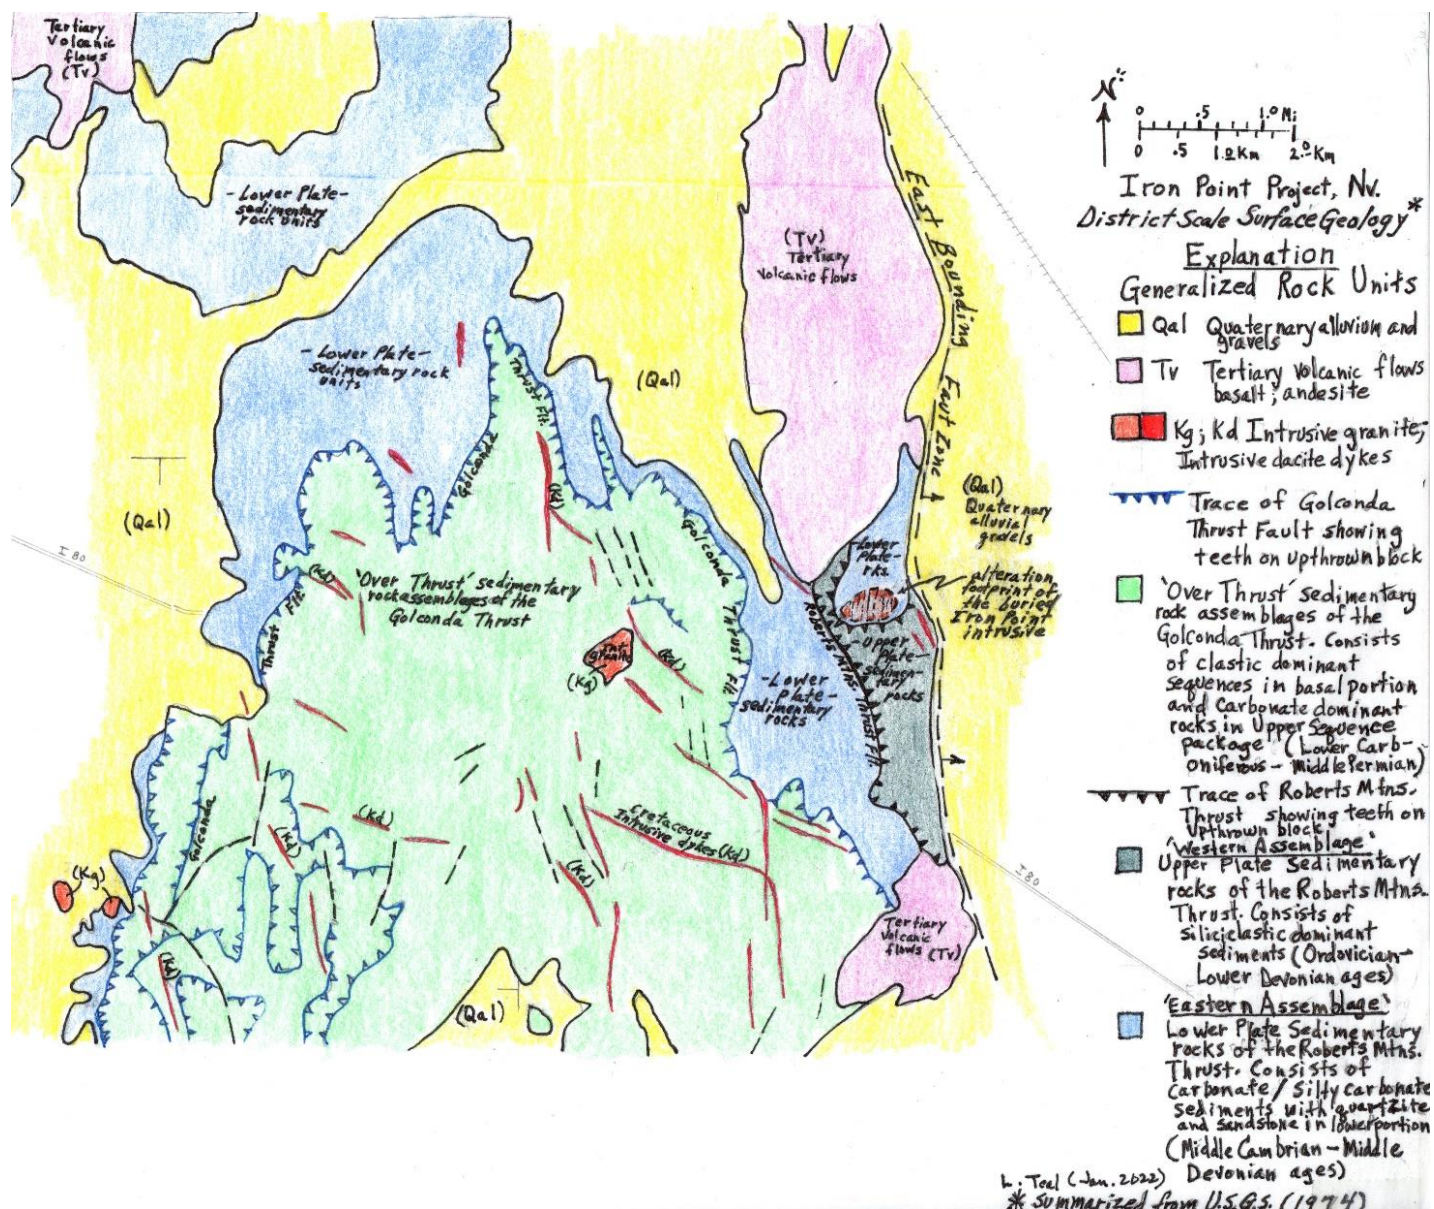 Tertiary
Volcanic
flows
(Tv)
-Lower Plate-
sedimentary
rock units
-Lower Plate-
sedimentary rock
units
(Qal)
(Tv)
Tertiary
Volcanic flows
East Bounding Faut Zone
(Qal)
I 80
Thrust Flt.
Golconda
(Kd)
Golconda
Thrust Flt.
(Kd)
Thrust Flt.
'Over Thrust' sedimentary
rock assemblages of the
Golconda Thrust
Int.
granite
(Kg)
(Kd)
-Lower
Plate-
sedimentary
rocks
Roberts Mtns. Thrust Flt.
-Lower
Plate-
rks.
-Upper
Plate-
sedimen-
tary
rocks
(Qal)
Quaternary
alluvial
gravels
alteration
footprint of
the buried
Iron Point
intrusive
Golconda
(Kd)
(Kd)
(Kd)
Cretaceous
Intrusive dykes (Kd)
(Kg)
(Kd)
(Qal)
Tertiary
Volcanic
flows (Tv)
I 80
N
0 .5 1.0 Mi
0 .5 1.0 Km 2.0 Km
Iron Point Project, Nv.
District Scale Surface Geology*
Explanation
Generalized Rock Units
Qal Quaternary alluvium and
gravels
Tv Tertiary Volcanic flows
basalt; andesite
Kg; Kd Intrusive granite;
Intrusive dacite dykes
Trace of Golconda
Thrust Fault showing
teeth on upthrown block
'Over Thrust' sedimentary
rock assemblages of the
Golconda Thrust. Consists
of clastic dominant
sequences in basal portion
and Carbonate dominant
rocks in Upper Sequence
package (Lower Carb-
oniferous - Middle Permian)
Trace of Roberts Mtns.
Thrust showing teeth on
Upthrown block
'Western Assemblage'
Upper Plate Sedimentary
rocks of the Roberts Mtns.
Thrust. Consists of
siliciclastic dominant
sediments (Ordovician-
Lower Devonian ages)
'Eastern Assemblage'
Lower Plate Sedimentary
rocks of the Roberts Mtns.
Thrust. Consists of
Carbonate / Silty carbonate
sediments with quartzite
and sandstone in lower portion
(Middle Cambrian - Middle
Devonian ages)
L. Teal (Jan. 2022)
* Summarized from U.S.G.S. (1974)